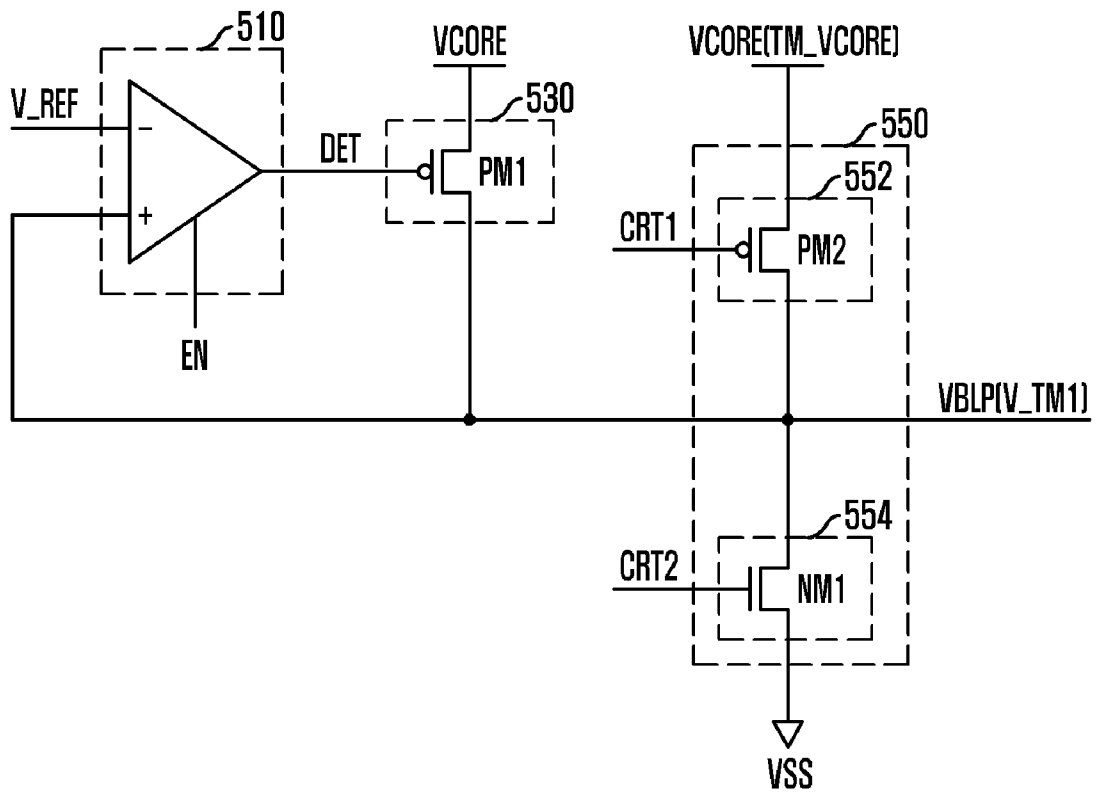 510
VCORE
VCORE(TM_VCORE)
530
V_REF
−
DET
PM1
550
552
+
CRT1
PM2
EN
VBLP(V_TM1)
554
CRT2
NM1
VSS